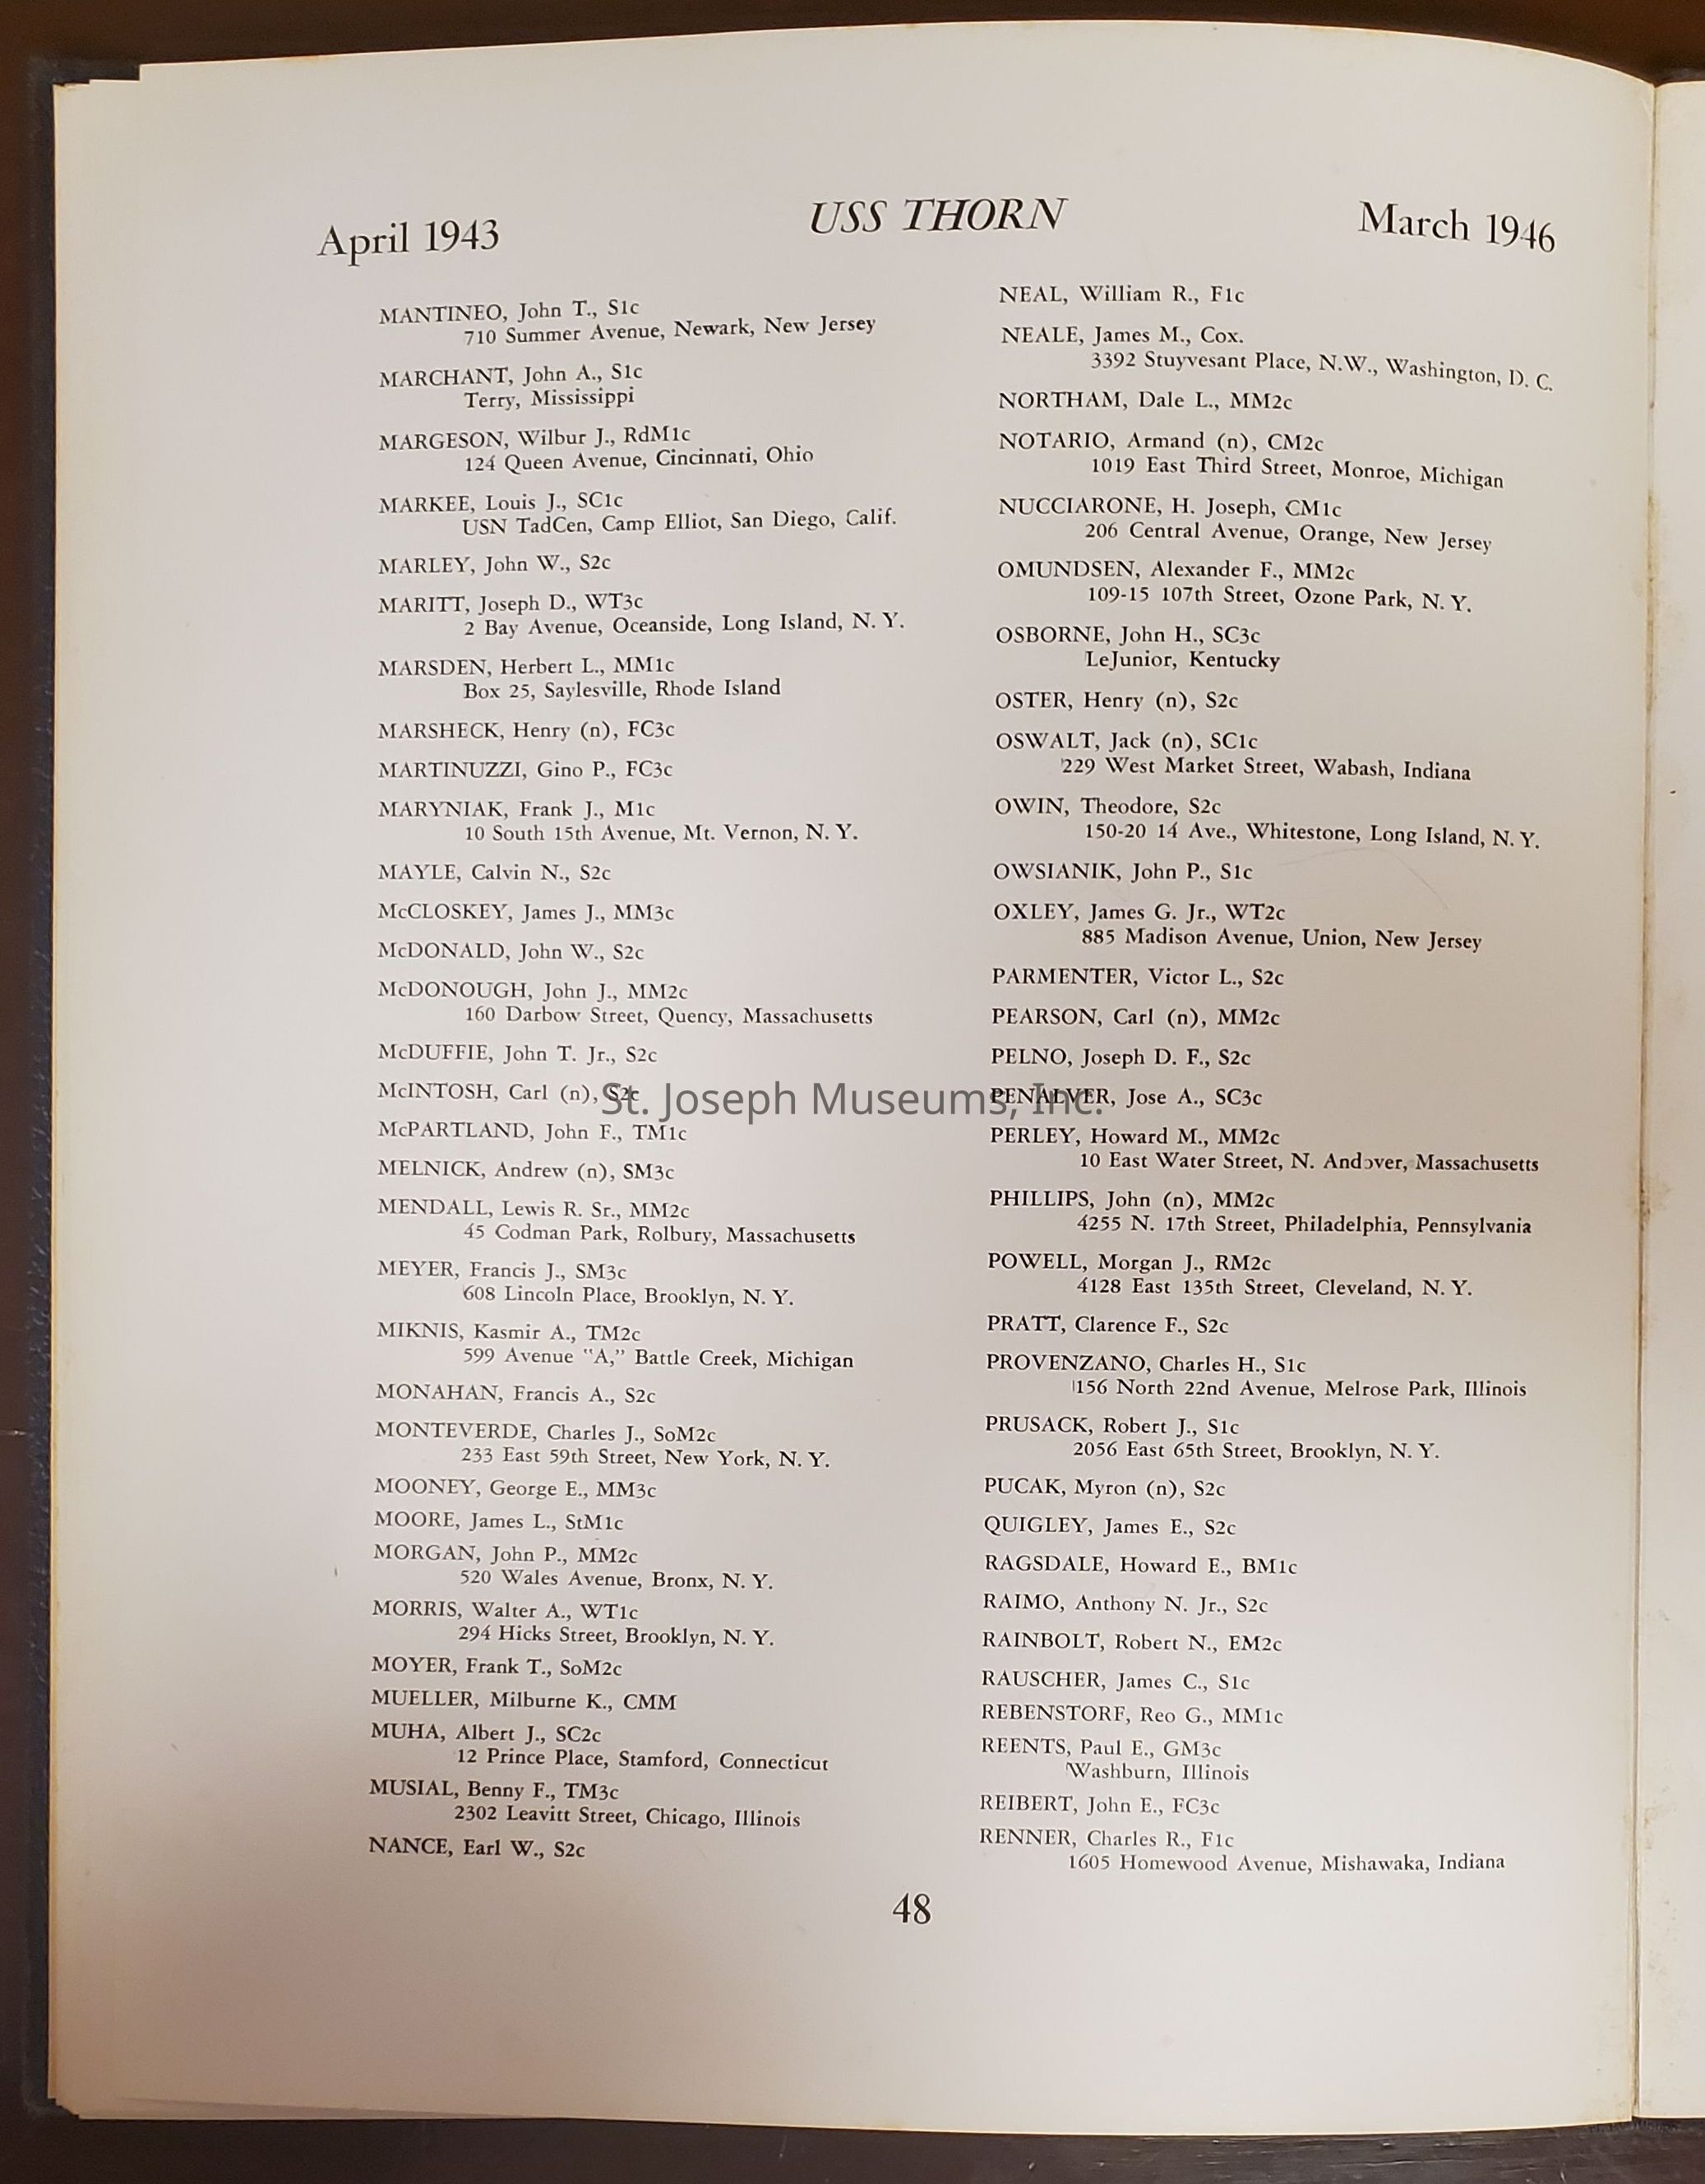 April 1943
USS THORN
March 1946
MANTINEO, John T., S1c
710 Summer Avenue, Newark, New Jersey
MARCHANT, John A., S1c
Terry, Mississippi
MARGESON, Wilbur J., RdM1c
124 Queen Avenue, Cincinnati, Ohio
MARKEE, Louis J., SC1c
USN TadCen, Camp Elliot, San Diego, Calif.
MARLEY, John W., S2c
MARITT, Joseph D., WT3c
2 Bay Avenue, Oceanside, Long Island, N. Y.
MARSDEN, Herbert L., MM1c
Box 25, Saylesville, Rhode Island
MARSHECK, Henry (n), FC3c
MARTINUZZI, Gino P., FC3c
MARYNIAK, Frank J., M1c
10 South 15th Avenue, Mt. Vernon, N. Y.
MAYLE, Calvin N., S2c
McCLOSKEY, James J., MM3c
McDONALD, John W., S2c
McDONOUGH, John J., MM2c
160 Darbow Street, Quency, Massachusetts
McDUFFIE, John T. Jr., S2c
McINTOSH, Carl (n), S2c
McPARTLAND, John F., TM1c
MELNICK, Andrew (n), SM3c
MENDALL, Lewis R. Sr., MM2c
45 Codman Park, Rolbury, Massachusetts
MEYER, Francis J., SM3c
608 Lincoln Place, Brooklyn, N. Y.
MIKNIS, Kasmir A., TM2c
599 Avenue "A," Battle Creek, Michigan
MONAHAN, Francis A., S2c
MONTEVERDE, Charles J., SoM2c
233 East 59th Street, New York, N. Y.
MOONEY, George E., MM3c
MOORE, James L., StM1c
MORGAN, John P., MM2c
520 Wales Avenue, Bronx, N. Y.
MORRIS, Walter A., WT1c
294 Hicks Street, Brooklyn, N. Y.
MOYER, Frank T., SoM2c
MUELLER, Milburne K., CMM
MUHA, Albert J., SC2c
12 Prince Place, Stamford, Connecticut
MUSIAL, Benny F., TM3c
2302 Leavitt Street, Chicago, Illinois
NANCE, Earl W., S2c
NEAL, William R., F1c
NEALE, James M., Cox.
3392 Stuyvesant Place, N.W., Washington, D. C.
NORTHAM, Dale L., MM2c
NOTARIO, Armand (n), CM2c
1019 East Third Street, Monroe, Michigan
NUCCIARONE, H. Joseph, CM1c
206 Central Avenue, Orange, New Jersey
OMUNDSEN, Alexander F., MM2c
109-15 107th Street, Ozone Park, N. Y.
OSBORNE, John H., SC3c
LeJunior, Kentucky
OSTER, Henry (n), S2c
OSWALT, Jack (n), SC1c
229 West Market Street, Wabash, Indiana
OWIN, Theodore, S2c
150-20 14 Ave., Whitestone, Long Island, N. Y.
OWSIANIK, John P., S1c
OXLEY, James G. Jr., WT2c
885 Madison Avenue, Union, New Jersey
PARMENTER, Victor L., S2c
PEARSON, Carl (n), MM2c
PELNO, Joseph D. F., S2c
PENALVER, Jose A., SC3c
PERLEY, Howard M., MM2c
10 East Water Street, N. Andover, Massachusetts
PHILLIPS, John (n), MM2c
4255 N. 17th Street, Philadelphia, Pennsylvania
POWELL, Morgan J., RM2c
4128 East 135th Street, Cleveland, N. Y.
PRATT, Clarence F., S2c
PROVENZANO, Charles H., S1c
156 North 22nd Avenue, Melrose Park, Illinois
PRUSACK, Robert J., S1c
2056 East 65th Street, Brooklyn, N. Y.
PUCAK, Myron (n), S2c
QUIGLEY, James E., S2c
RAGSDALE, Howard E., BM1c
RAIMO, Anthony N. Jr., S2c
RAINBOLT, Robert N., EM2c
RAUSCHER, James C., S1c
REBENSTORF, Reo G., MM1c
REENTS, Paul E., GM3c
Washburn, Illinois
REIBERT, John E., FC3c
RENNER, Charles R., F1c
1605 Homewood Avenue, Mishawaka, Indiana
48
St. Joseph Museums, Inc.